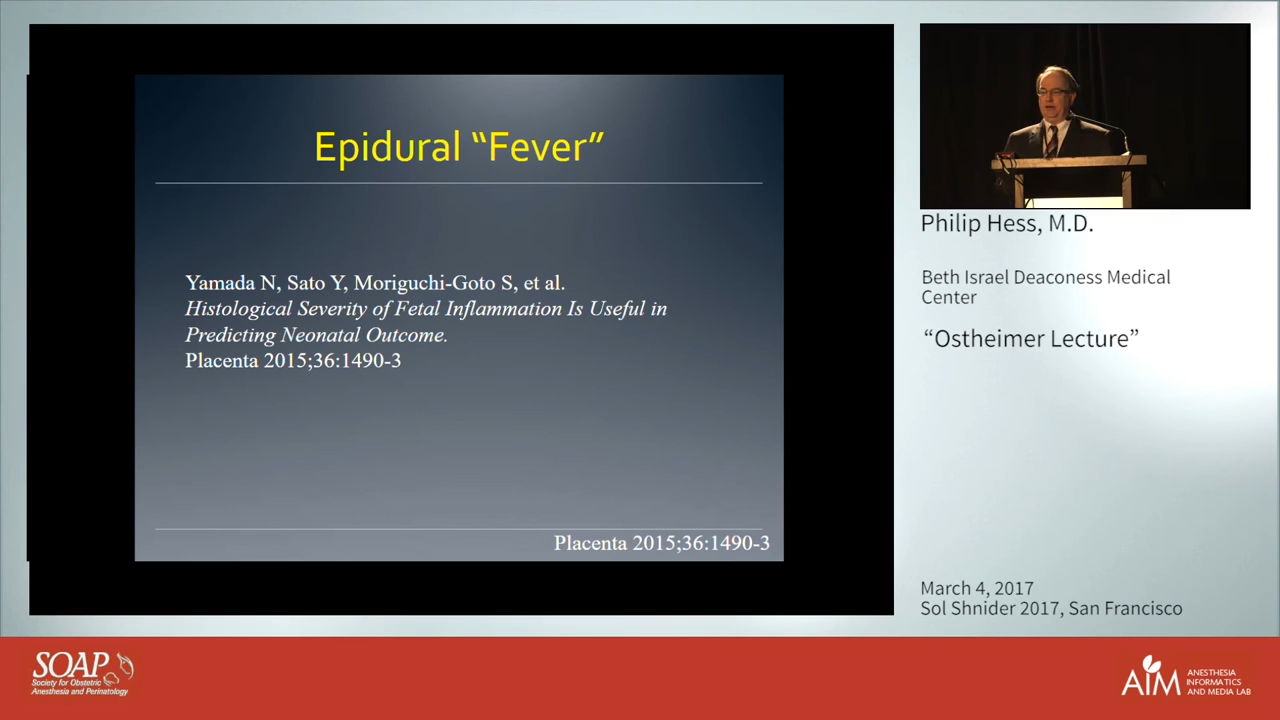 Epidural “Fever”
Yamada N, Sato Y, Moriguchi-Goto S, et al.
Histological Severity of Fetal Inflammation Is Useful in
Predicting Neonatal Outcome.
Placenta 2015;36:1490-3
Placenta 2015;36:1490-3
Philip Hess, M.D.
Beth Israel Deaconess Medical
Center
“Ostheimer Lecture”
March 4, 2017
Sol Shnider 2017, San Francisco
SOAP
Society for Obstetric
Anesthesia and Perinatology
AIM
ANESTHESIA
INFORMATICS
AND MEDIA LAB